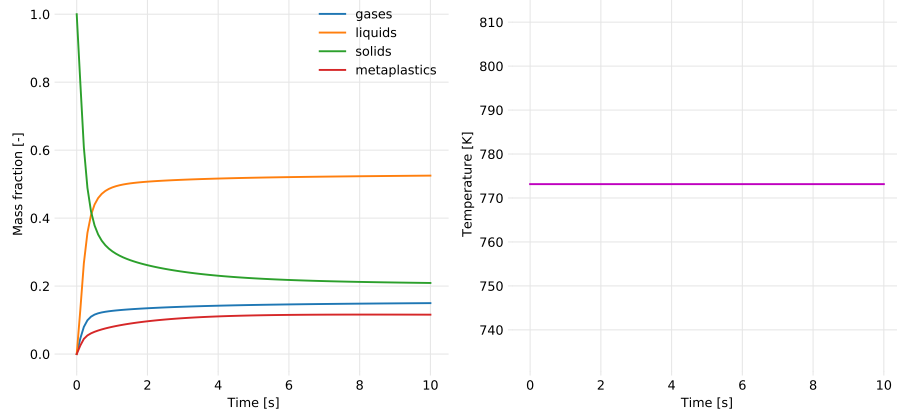 gases
liquids
solids
metaplastics
1.0
0.8
0.6
0.4
0.2
0.0
Mass fraction [-]
0 2 4 6 8 10
Time [s]
810
800
790
780
770
760
750
740
Temperature [K]
0 2 4 6 8 10
Time [s]